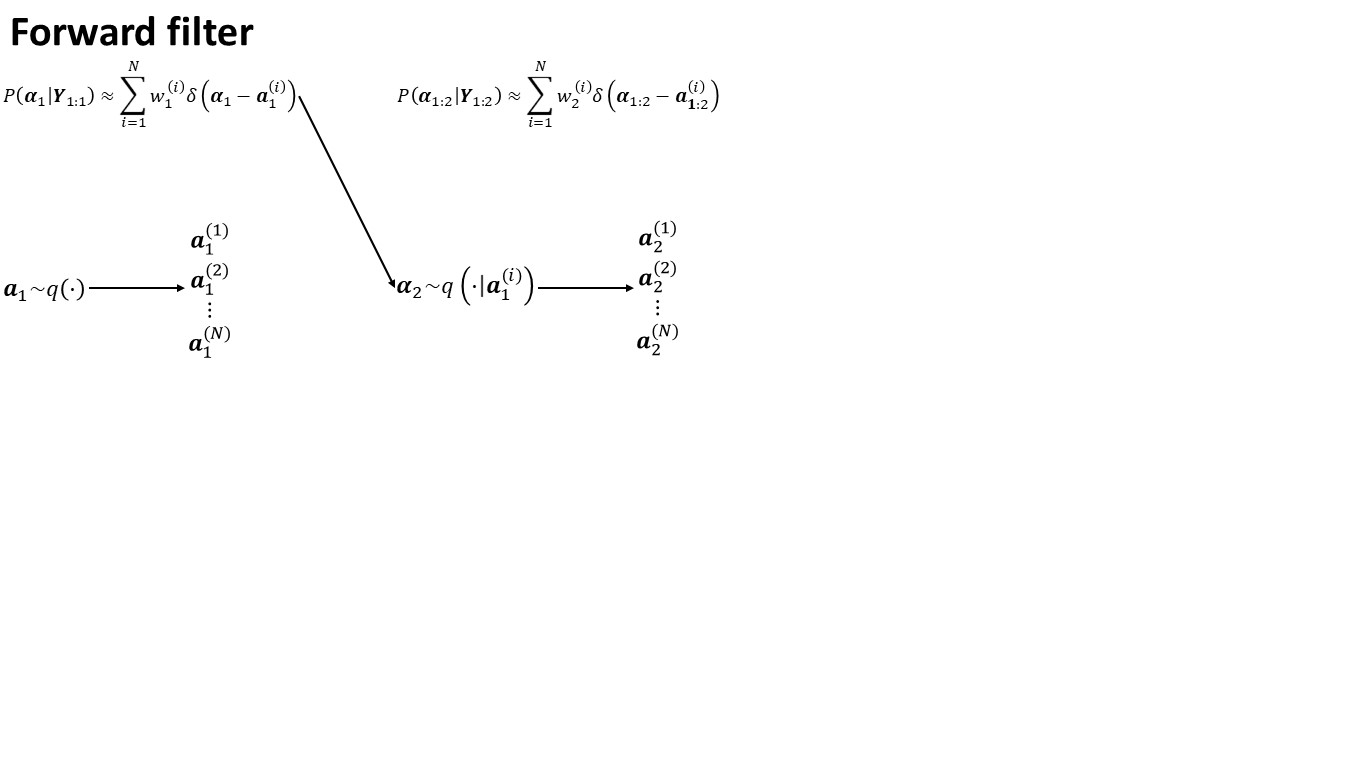 Forward filter
P(𝜶₁|𝒀₁:₁) ≈ ∑ᵢ₌₁ᴺ w₁⁽ⁱ⁾δ(𝜶₁ − 𝒂₁⁽ⁱ⁾)
P(𝜶₁:₂|𝒀₁:₂) ≈ ∑ᵢ₌₁ᴺ w₂⁽ⁱ⁾δ(𝜶₁:₂ − 𝒂₁:₂⁽ⁱ⁾)
𝒂₁~q(·)
𝒂₁⁽¹⁾
𝒂₁⁽²⁾
⋮
𝒂₁⁽ᴺ⁾
𝜶₂~q(·|𝒂₁⁽ⁱ⁾)
𝒂₂⁽¹⁾
𝒂₂⁽²⁾
⋮
𝒂₂⁽ᴺ⁾